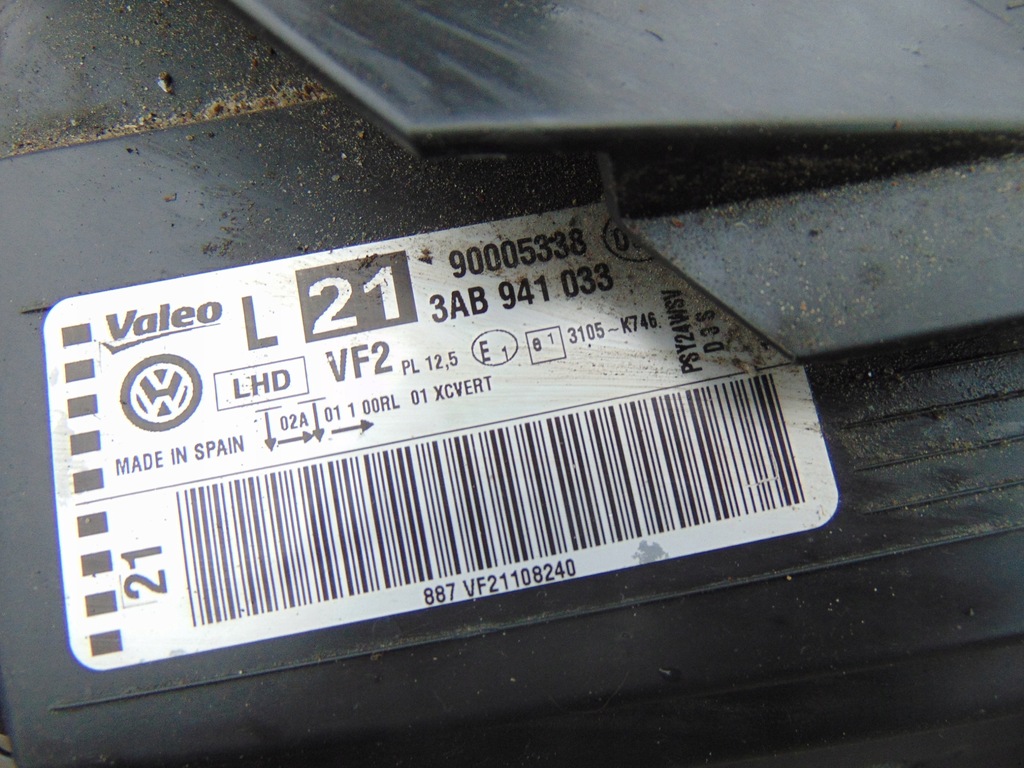 Valeo L 21 90005338
3AB 941 033
LHD VF2 PL 12,5 E1 e1 3105~K746.
02A 01 1 00RL 01 XCVERT
MADE IN SPAIN
PSY24WSV
D3S
21
887 VF21108240